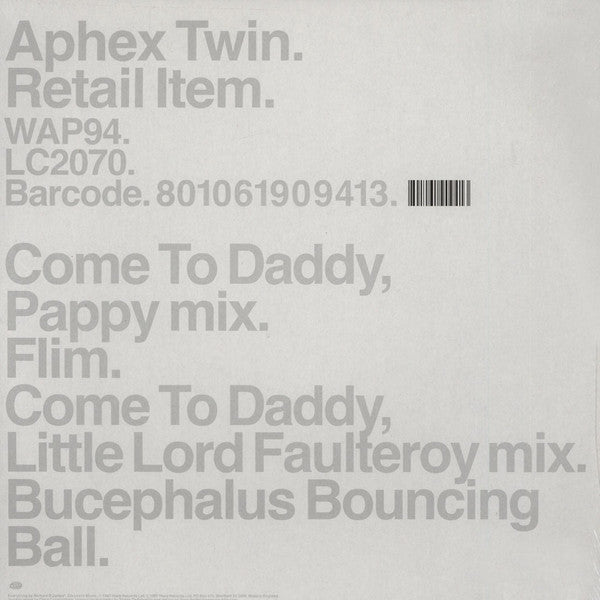 Aphex Twin.
Retail Item.
WAP94.
LC2070.
Barcode. 801061909413.
Come To Daddy,
Pappy mix.
Flim.
Come To Daddy,
Little Lord Faulteroy mix.
Bucephalus Bouncing
Ball.